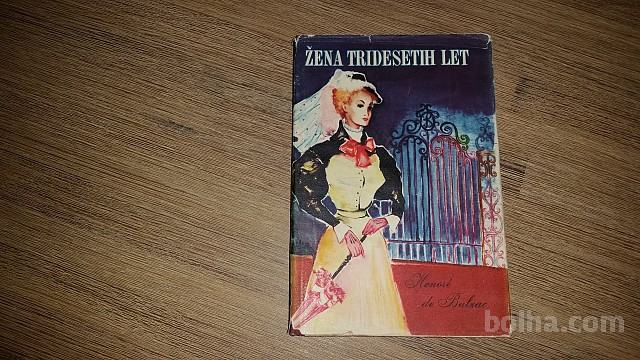 ŽENA TRIDESETIH LET
Honoré
de Balzac
bolha.com